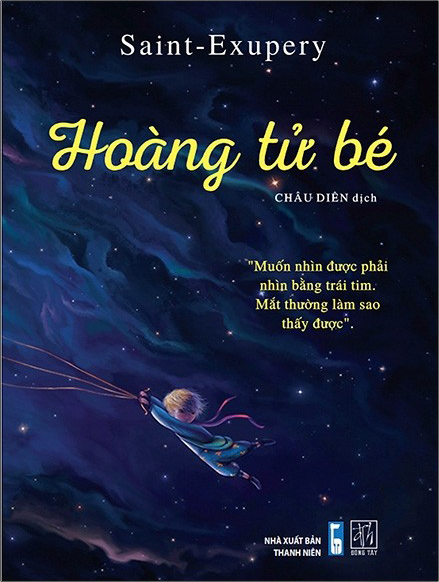 Saint-Exupery
Hoàng tử bé
CHÂU DIÊN dịch
"Muốn nhìn được phải
nhìn bằng trái tim.
Mắt thường làm sao
thấy được".
NHÀ XUẤT BẢN
THANH NIÊN
ĐÔNG TÂY